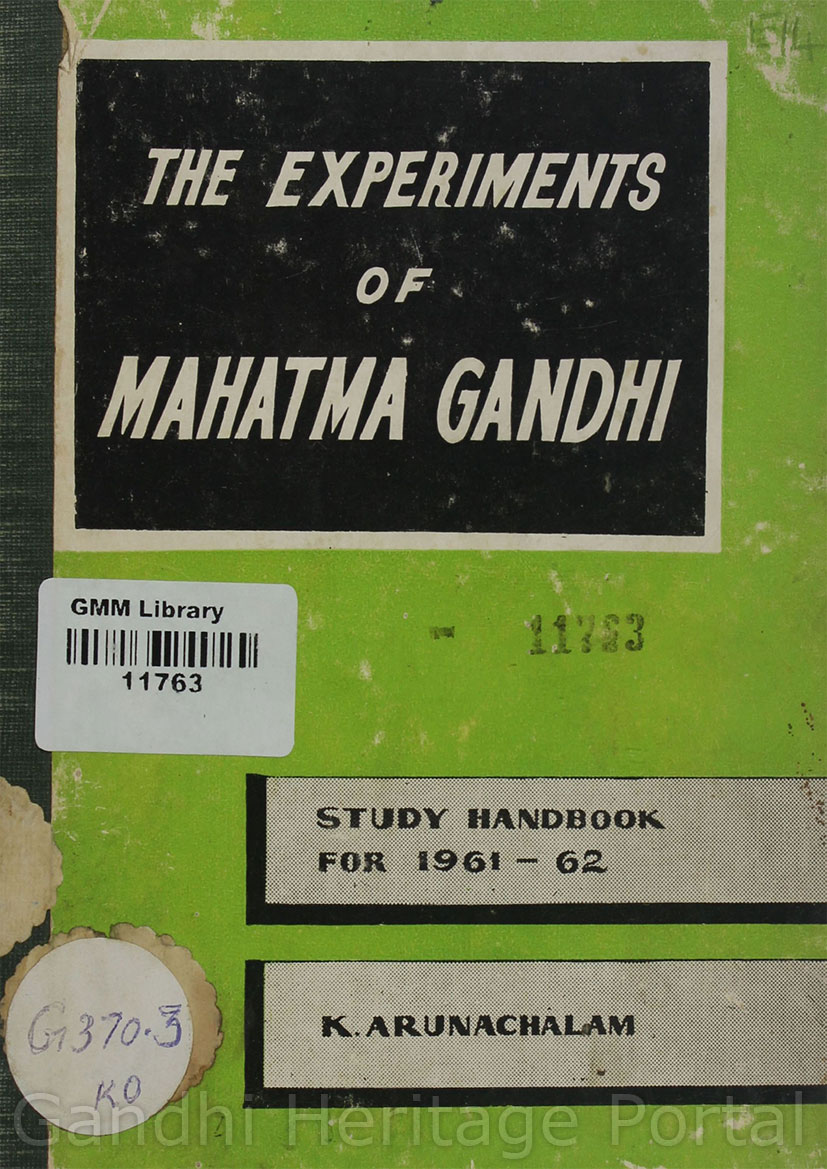 THE EXPERIMENTS
OF
MAHATMA GANDHI
GMM Library
11763
11763
STUDY HANDBOOK
FOR 1961 - 62
K. ARUNACHALAM
G370.3
KO
Gandhi Heritage Portal